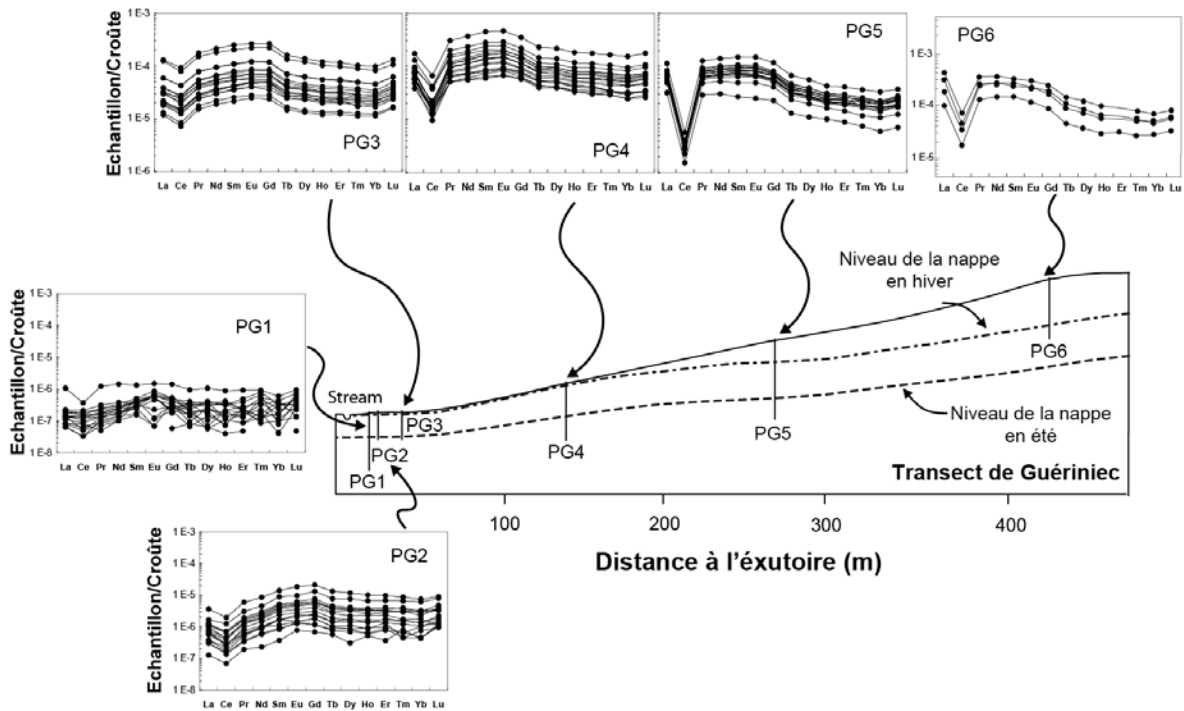 Echantillon/Croûte
1E-3
1E-4
1E-5
1E-6
PG3
La Ce Pr Nd Sm Eu Gd Tb Dy Ho Er Tm Yb Lu
PG4
La Ce Pr Nd Sm Eu Gd Tb Dy Ho Er Tm Yb Lu
PG5
La Ce Pr Nd Sm Eu Gd Tb Dy Ho Er Tm Yb Lu
PG6
1E-3
1E-4
1E-5
La Ce Pr Nd Sm Eu Gd Tb Dy Ho Er Tm Yb Lu
Echantillon/Croûte
1E-3
1E-4
1E-5
1E-6
1E-7
1E-8
PG1
La Ce Pr Nd Sm Eu Gd Tb Dy Ho Er Tm Yb Lu
Niveau de la nappe
en hiver
Stream
PG1
PG2
PG3
PG4
PG5
PG6
Niveau de la nappe
en été
Transect de Guériniec
100
200
300
400
Distance à l'éxutoire (m)
Echantillon/Croûte
1E-3
1E-4
1E-5
1E-6
1E-7
1E-8
PG2
La Ce Pr Nd Sm Eu Gd Tb Dy Ho Er Tm Yb Lu